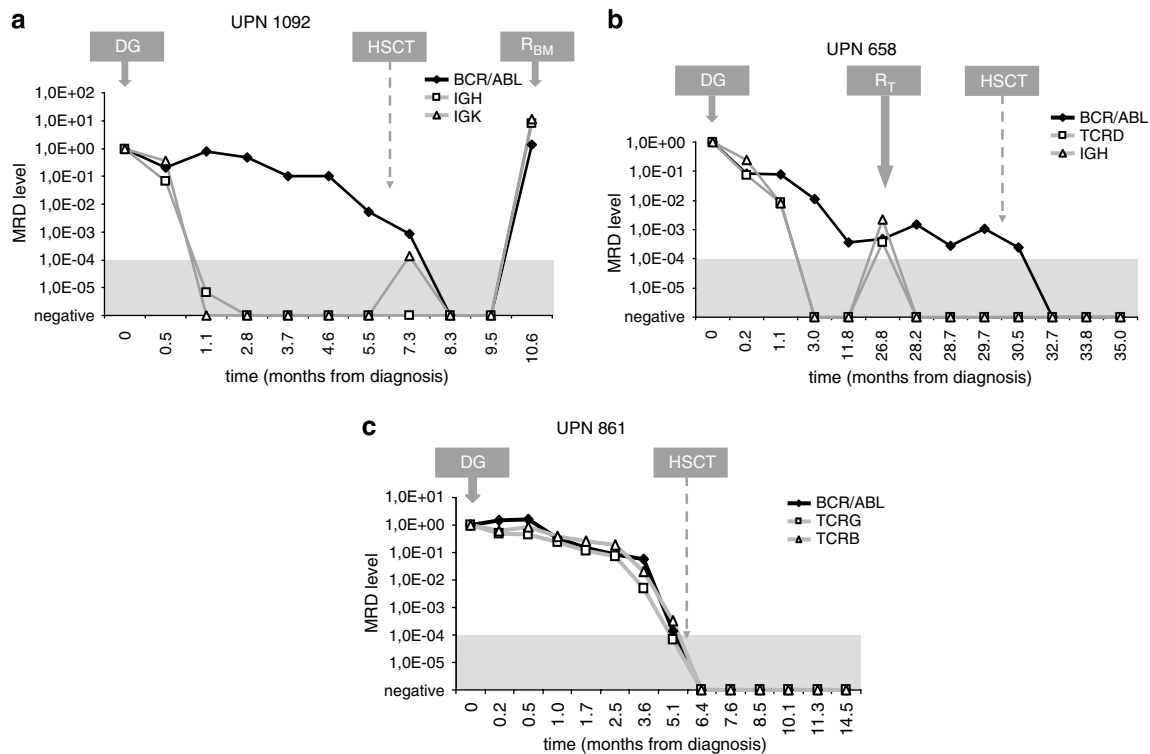 a
UPN 1092
DG
HSCT
RBM
BCR/ABL
IGH
IGK
1,0E+02
1,0E+01
1,0E+00
1,0E-01
1,0E-02
1,0E-03
1,0E-04
1,0E-05
negative
MRD level
0 0.5 1.1 2.8 3.7 4.6 5.5 7.3 8.3 9.5 10.6
time (months from diagnosis)
b
UPN 658
DG
RT
HSCT
BCR/ABL
TCRD
IGH
1,0E+00
1,0E-01
1,0E-02
1,0E-03
1,0E-04
1,0E-05
negative
MRD level
0 0.2 1.1 3.0 11.8 26.8 28.2 28.7 29.7 30.5 32.7 33.8 35.0
time (months from diagnosis)
c
UPN 861
DG
HSCT
BCR/ABL
TCRG
TCRB
1,0E+01
1,0E+00
1,0E-01
1,0E-02
1,0E-03
1,0E-04
1,0E-05
negative
MRD level
0 0.2 0.5 1.0 1.7 2.5 3.6 5.1 6.4 7.6 8.5 10.1 11.3 14.5
time (months from diagnosis)